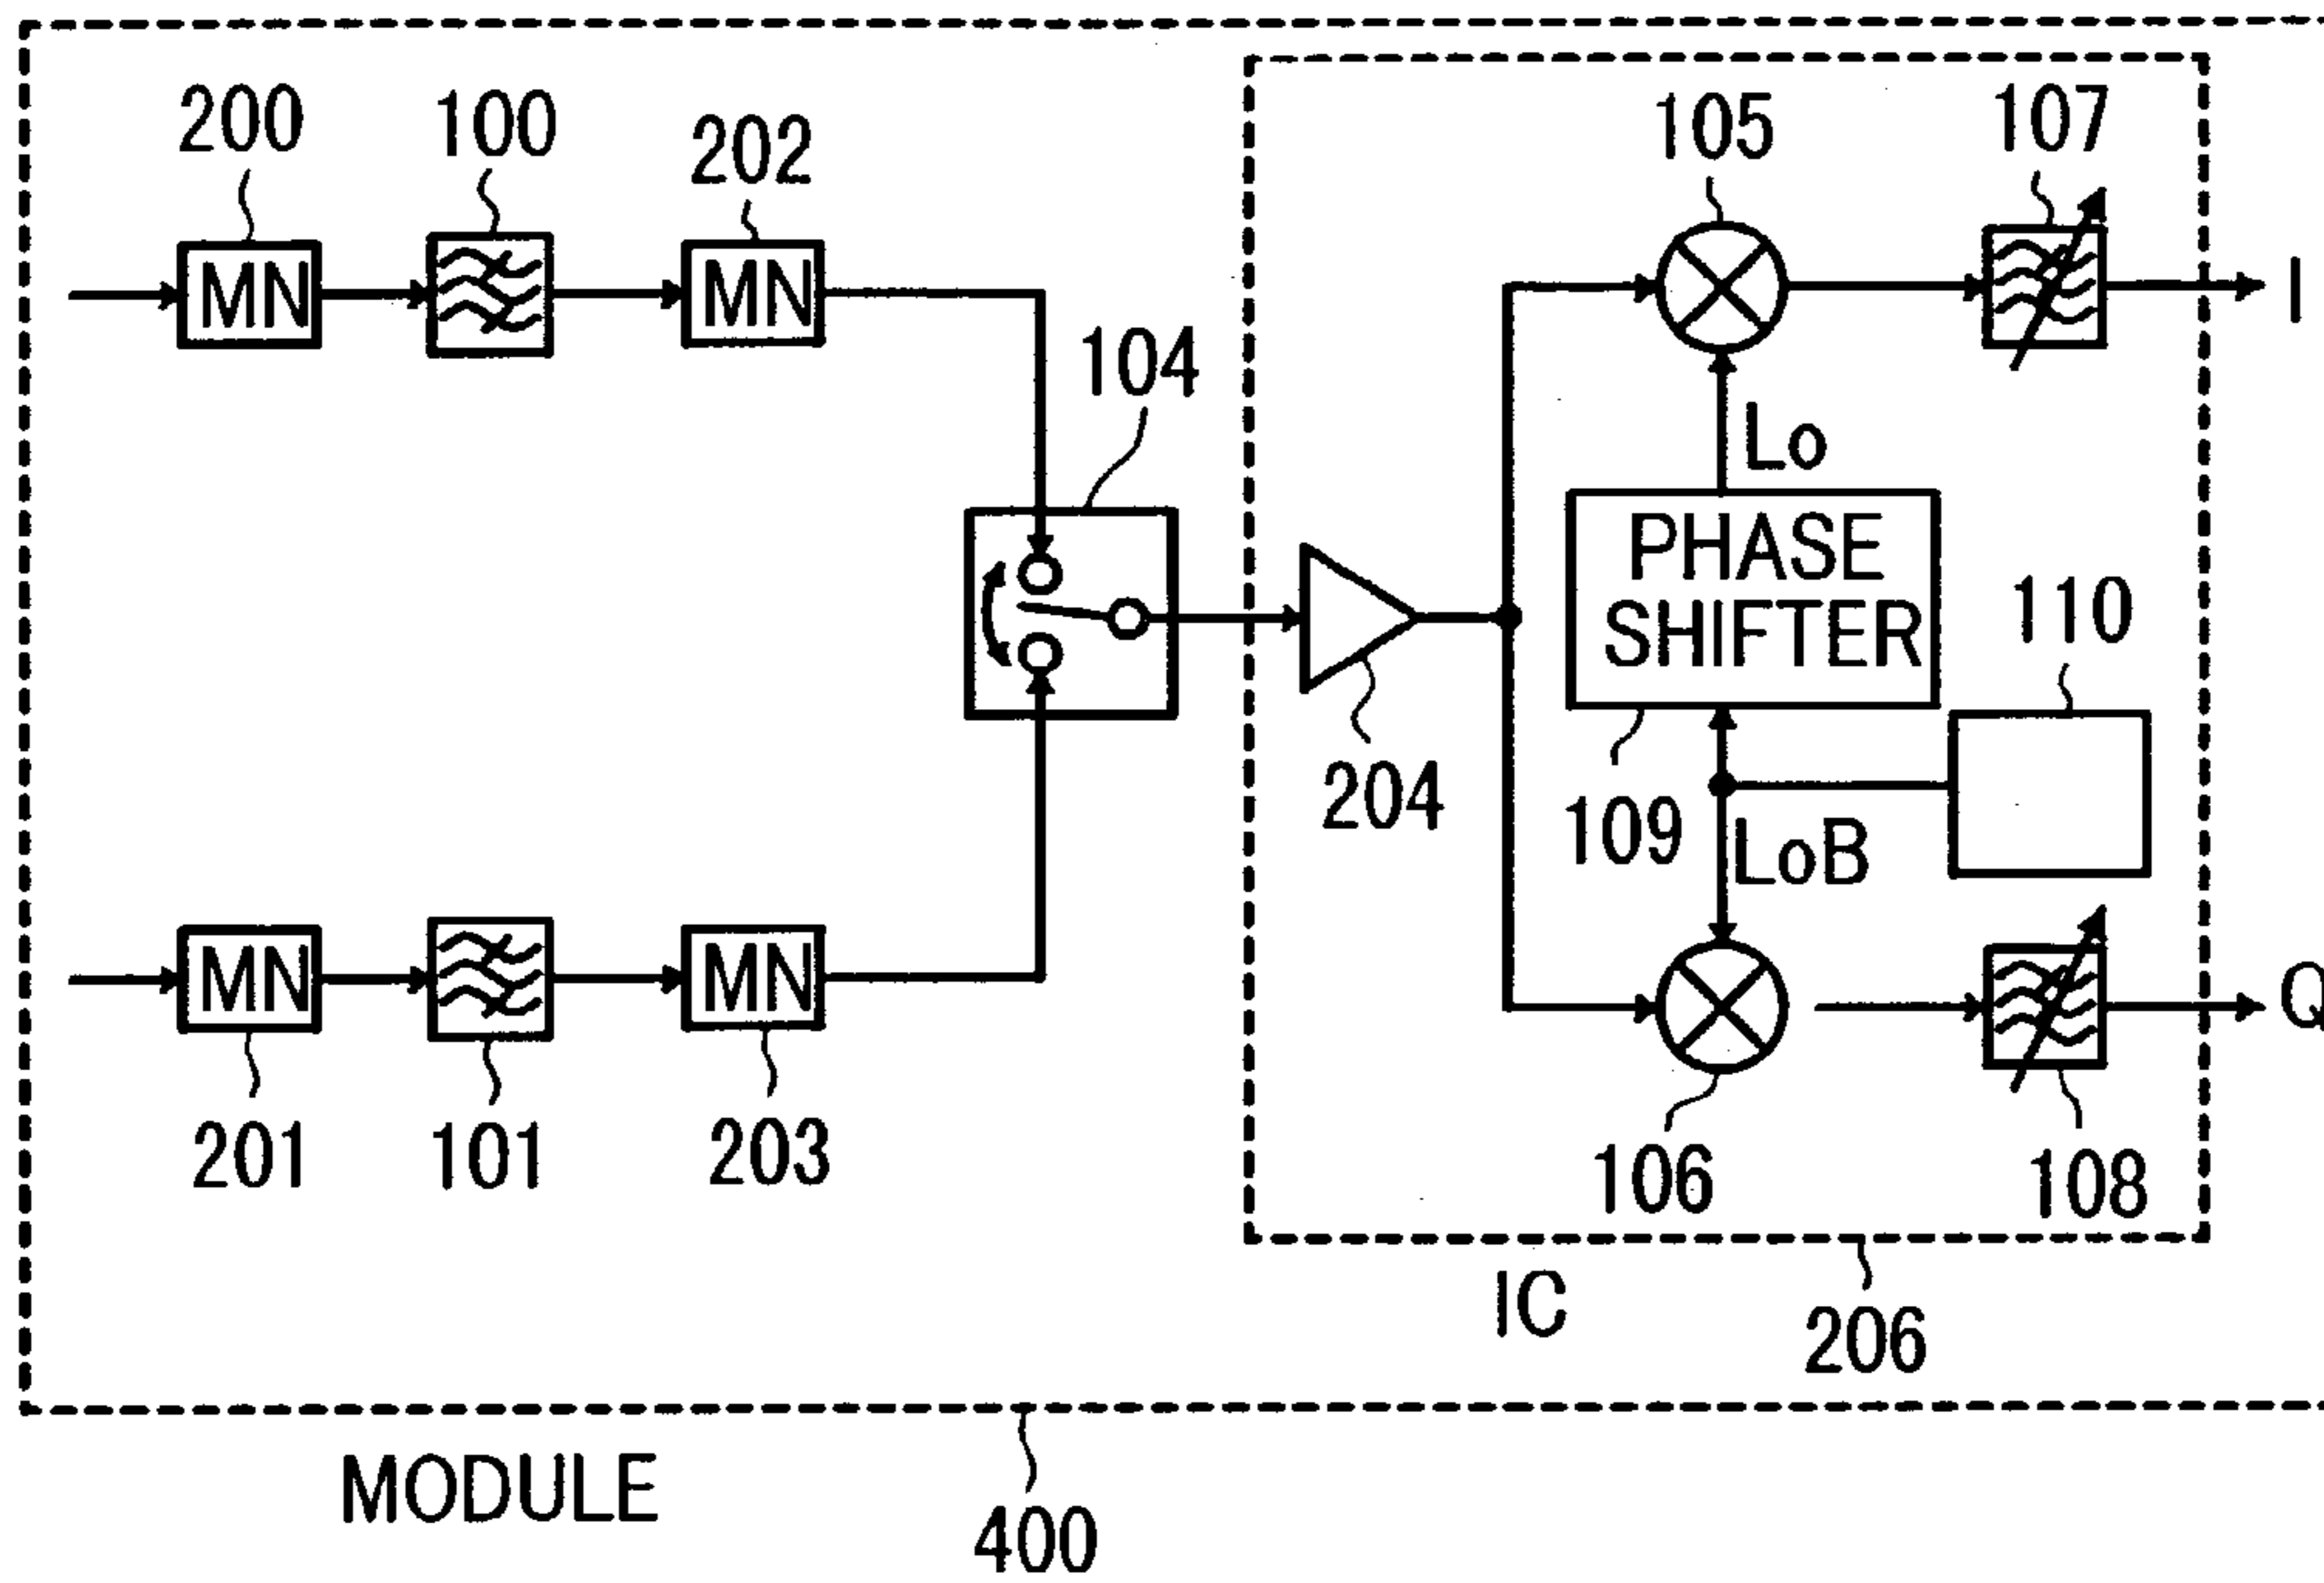 200
100
202
105
107
MN
MN
I
104
Lo
PHASE
SHIFTER
110
204
109
LoB
MN
MN
Q
201
101
203
106
108
IC
206
MODULE
400